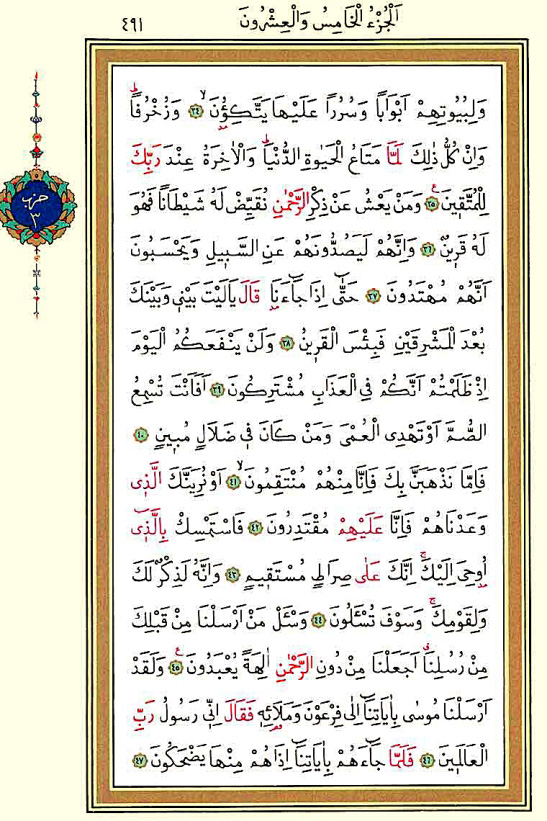 اَلْجُزْءُ الْخَامِسُ وَالْعِشْرُونَ
٤٩١
حزب
٣
وَلِبُيُوتِهِمْ اَبْوَابًا وَسُرُرًا عَلَيْهَا يَتَّكِؤُ۫نَۙ ﴿٣٤﴾ وَزُخْرُفًاۜ
وَاِنْ كُلُّ ذٰلِكَ لَمَّا مَتَاعُ الْحَيٰوةِ الدُّنْيَاۜ وَالْاٰخِرَةُ عِنْدَ رَبِّكَ
لِلْمُتَّقٖينَࣖ ﴿٣٥﴾ وَمَنْ يَعْشُ عَنْ ذِكْرِ الرَّحْمٰنِ نُقَيِّضْ لَهُ شَيْطَانًا فَهُوَ
لَهُ قَرٖينٌ ﴿٣٦﴾ وَاِنَّهُمْ لَيَصُدُّونَهُمْ عَنِ السَّبٖيلِ وَيَحْسَبُونَ
اَنَّهُمْ مُهْتَدُونَ ﴿٣٧﴾ حَتّٰٓى اِذَا جَٓاءَنَا قَالَ يَالَيْتَ بَيْنٖى وَبَيْنَكَ
بُعْدَ الْمَشْرِقَيْنِ فَبِئْسَ الْقَرٖينُ ﴿٣٨﴾ وَلَنْ يَنْفَعَكُمُ الْيَوْمَ
اِذْ ظَلَمْتُمْ اَنَّكُمْ فِى الْعَذَابِ مُشْتَرِكُونَ ﴿٣٩﴾ اَفَاَنْتَ تُسْمِعُ
الصُّمَّ اَوْ تَهْدِى الْعُمْىَ وَمَنْ كَانَ فٖى ضَلَالٍ مُبٖينٍ ﴿٤٠﴾
فَاِمَّا نَذْهَبَنَّ بِكَ فَاِنَّا مِنْهُمْ مُنْتَقِمُونَۙ ﴿٤١﴾ اَوْ نُرِيَنَّكَ الَّذٖى
وَعَدْنَاهُمْ فَاِنَّا عَلَيْهِمْ مُقْتَدِرُونَ ﴿٤٢﴾ فَاسْتَمْسِكْ بِالَّذٖٓى
اُو۫حِىَ اِلَيْكَۚ اِنَّكَ عَلٰى صِرَاطٍ مُسْتَقٖيمٍ ﴿٤٣﴾ وَاِنَّهُ لَذِكْرٌ لَكَ
وَلِقَوْمِكَۚ وَسَوْفَ تُسْـَٔلُونَ ﴿٤٤﴾ وَسْـَٔلْ مَنْ اَرْسَلْنَا مِنْ قَبْلِكَ
مِنْ رُسُلِنَاۗ اَجَعَلْنَا مِنْ دُونِ الرَّحْمٰنِ اٰلِهَةً يُعْبَدُونَࣖ ﴿٤٥﴾ وَلَقَدْ
اَرْسَلْنَا مُوسٰى بِاٰيَاتِنَٓا اِلٰى فِرْعَوْنَ وَمَلَا۬ئِهٖ فَقَالَ اِنّٖى رَسُولُ رَبِّ
الْعَالَمٖينَ ﴿٤٦﴾ فَلَمَّا جَٓاءَهُمْ بِاٰيَاتِنَٓا اِذَا هُمْ مِنْهَا يَضْحَكُونَ ﴿٤٧﴾